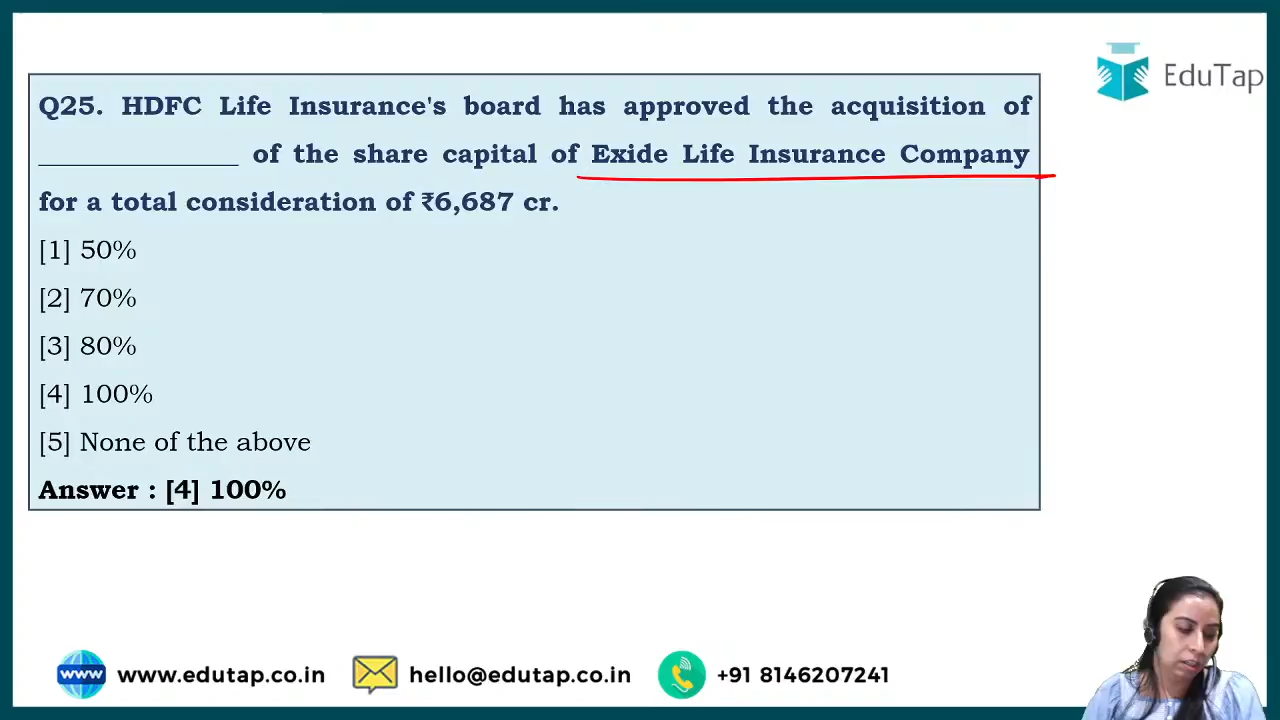 EduTap
Q25. HDFC Life Insurance's board has approved the acquisition of
_______________ of the share capital of Exide Life Insurance Company
for a total consideration of ₹6,687 cr.
[1] 50%
[2] 70%
[3] 80%
[4] 100%
[5] None of the above
Answer : [4] 100%
www www.edutap.co.in hello@edutap.co.in +91 8146207241